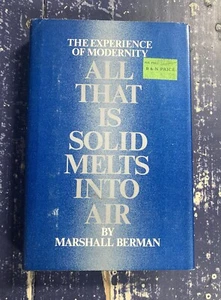 THE EXPERIENCE
OF MODERNITY
ALL
THAT
IS
SOLID
MELTS
INTO
AIR
BY
MARSHALL BERMAN